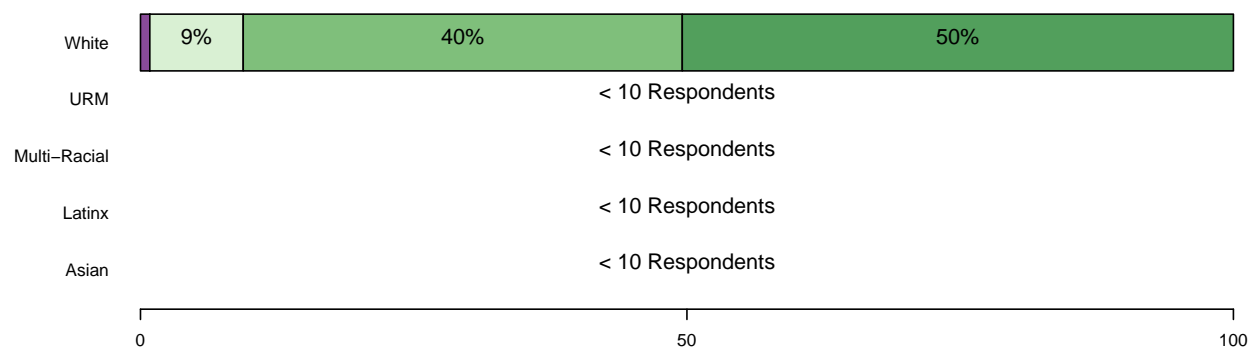 White 9% 40% 50%
URM < 10 Respondents
Multi−Racial < 10 Respondents
Latinx < 10 Respondents
Asian < 10 Respondents
0 50 100